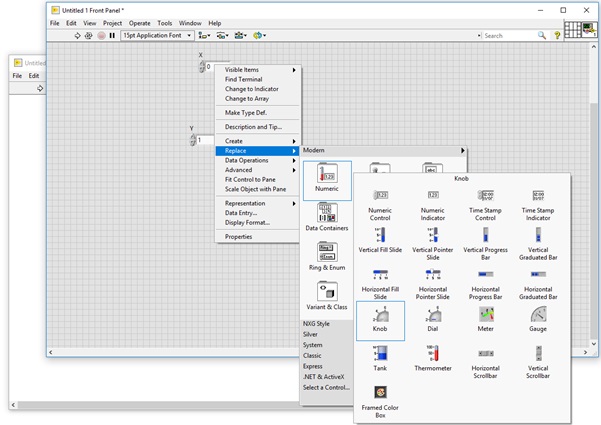 Untitled 1 Front Panel *
File Edit View Project Operate Tools Window Help
15pt Application Font
Search
Untitled
File Edit
X
0
Y
1
Visible Items
Find Terminal
Change to Indicator
Change to Array
Make Type Def.
Description and Tip...
Create
Replace
Data Operations
Advanced
Fit Control to Pane
Scale Object with Pane
Representation
Data Entry...
Display Format...
Properties
Modern
Numeric
Data Containers
Ring & Enum
Variant & Class
NXG Style
Silver
System
Classic
Express
.NET & ActiveX
Select a Control...
Knob
Numeric Control
Numeric Indicator
Time Stamp Control
Time Stamp Indicator
Vertical Fill Slide
Vertical Pointer Slide
Vertical Progress Bar
Vertical Graduated Bar
Horizontal Fill Slide
Horizontal Pointer Slide
Horizontal Progress Bar
Horizontal Graduated Bar
Knob
Dial
Meter
Gauge
Tank
Thermometer
Horizontal Scrollbar
Vertical Scrollbar
Framed Color Box